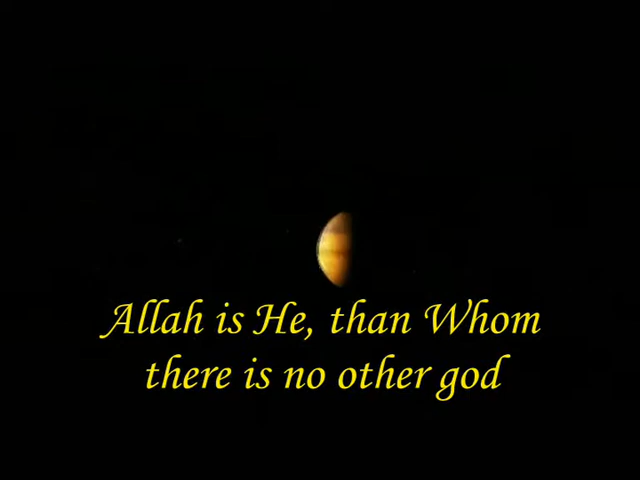 Allah is He, than Whom
there is no other god